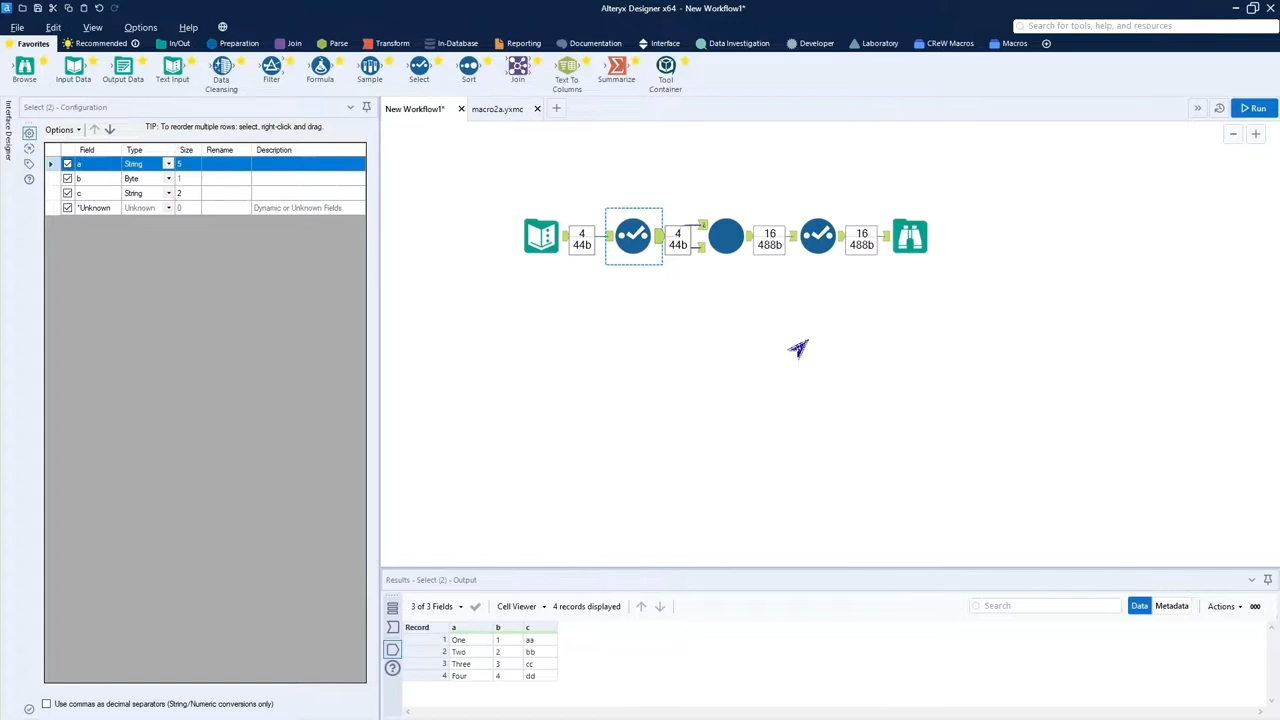 Alteryx Designer x64 - New Workflow1*
File Edit View Options Help
Search for tools, help, and resources
Favorites Recommended In/Out Preparation Join Parse Transform In-Database Reporting Documentation Interface Data Investigation Developer Laboratory CReW Macros Macros
Browse Input Data Output Data Text Input Data Cleansing Filter Formula Sample Select Sort Join Text To Columns Summarize Tool Container
Interface Designer
Select (2) - Configuration
New Workflow1* macro2a.yxmc
Run
Options TIP: To reorder multiple rows: select, right-click and drag.
Field Type Size Rename Description
a String 5
b Byte 1
c String 2
*Unknown Unknown 0 Dynamic or Unknown Fields
4 4 16 16
44b 44b 488b 488b
Results - Select (2) - Output
3 of 3 Fields Cell Viewer 4 records displayed Search Data Metadata Actions 000
Record a b c
1 One 1 aa
2 Two 2 bb
3 Three 3 cc
4 Four 4 dd
Use commas as decimal separators (String/Numeric conversions only)